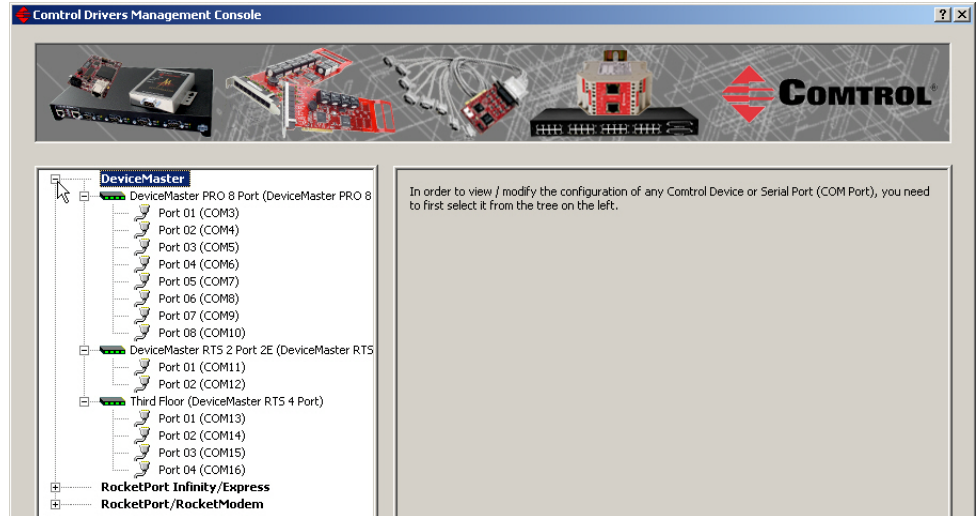 Comtrol Drivers Management Console
COMTROL
DeviceMaster
DeviceMaster PRO 8 Port (DeviceMaster PRO 8
Port 01 (COM3)
Port 02 (COM4)
Port 03 (COM5)
Port 04 (COM6)
Port 05 (COM7)
Port 06 (COM8)
Port 07 (COM9)
Port 08 (COM10)
DeviceMaster RTS 2 Port 2E (DeviceMaster RTS
Port 01 (COM11)
Port 02 (COM12)
Third Floor (DeviceMaster RTS 4 Port)
Port 01 (COM13)
Port 02 (COM14)
Port 03 (COM15)
Port 04 (COM16)
RocketPort Infinity/Express
RocketPort/RocketModem
In order to view / modify the configuration of any Comtrol Device or Serial Port (COM Port), you need
to first select it from the tree on the left.